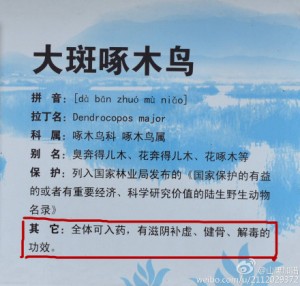 大斑啄木鸟
拼 音：[dà bān zhuó mù niǎo]
拉丁名：Dendrocopos major
科 属：啄木鸟科 啄木鸟属
别 名：臭奔得儿木、花奔得儿木、花啄木等
保 护：列入国家林业局发布的《国家保护的有益
的或者有重要经济、科学研究价值的陆生野生动
物名录》
其 它：全体可入药，有滋阴补虚、健骨、解毒的
功效。